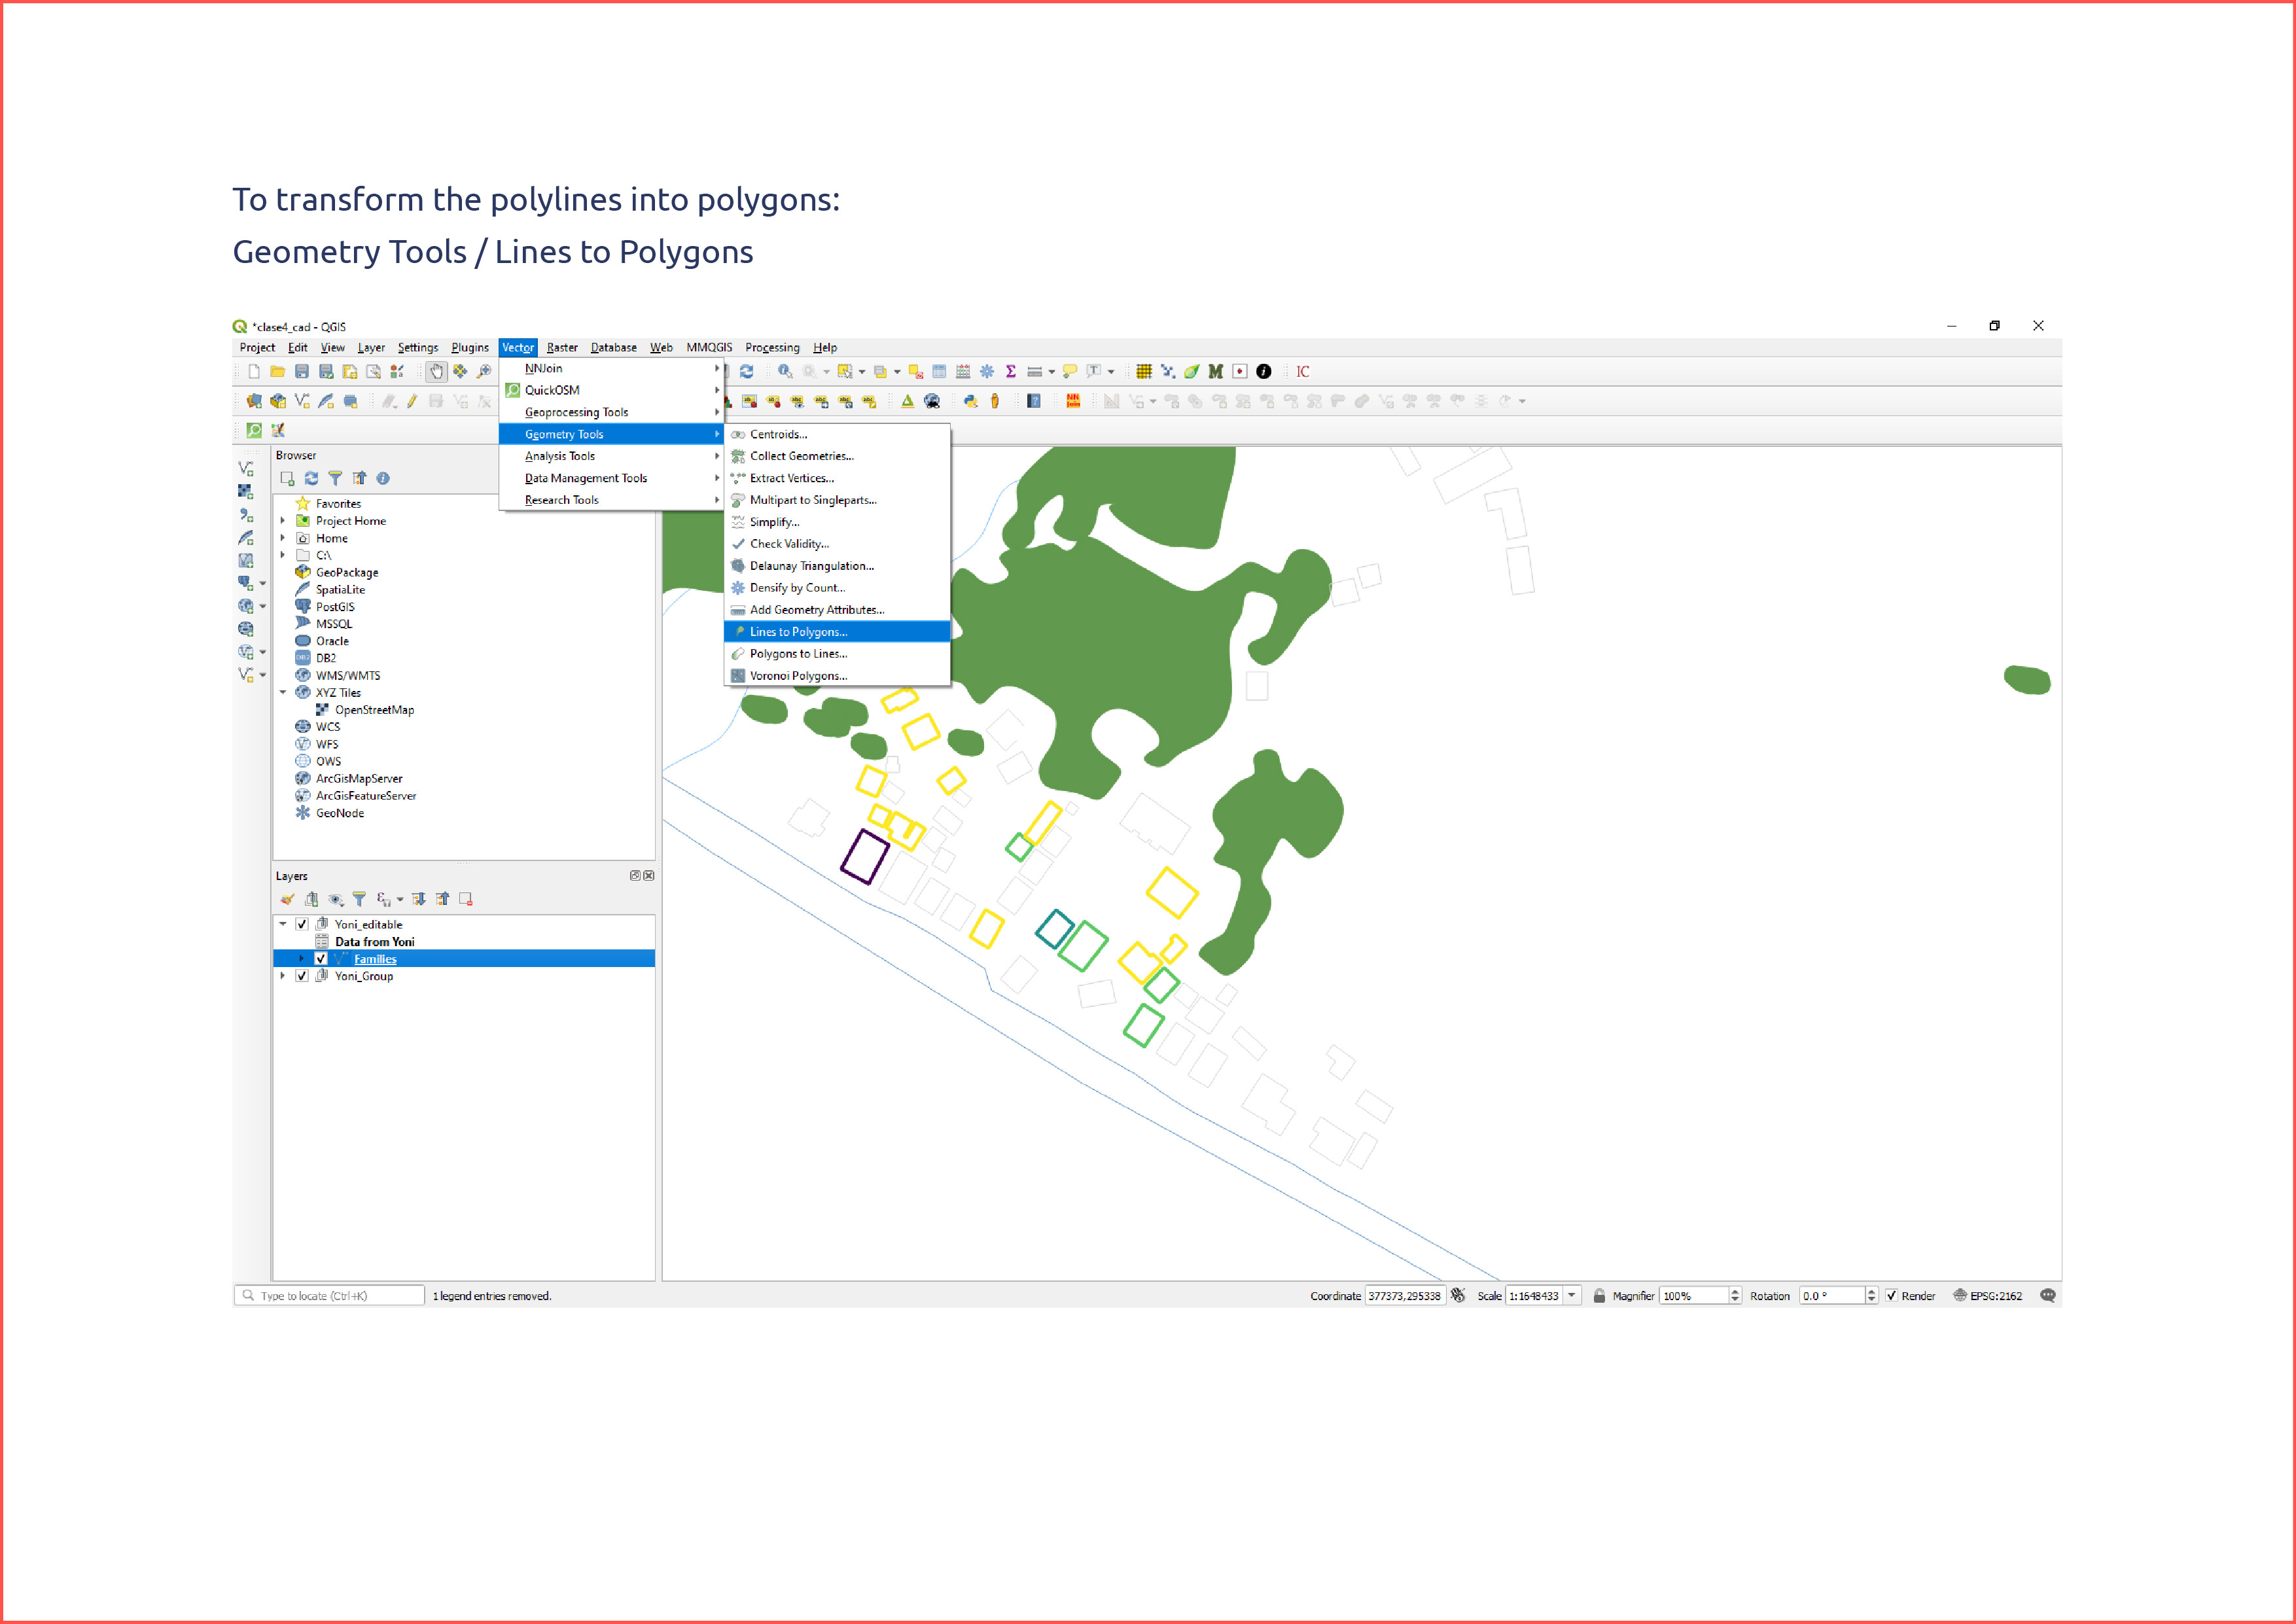 To transform the polylines into polygons:
Geometry Tools / Lines to Polygons
*clase4_cad - QGIS
Project Edit View Layer Settings Plugins Vector Raster Database Web MMQGIS Processing Help
NNJoin
QuickOSM
Geoprocessing Tools
Geometry Tools
Analysis Tools
Data Management Tools
Research Tools
Centroids...
Collect Geometries...
Extract Vertices...
Multipart to Singleparts...
Simplify...
Check Validity...
Delaunay Triangulation...
Densify by Count...
Add Geometry Attributes...
Lines to Polygons...
Polygons to Lines...
Voronoi Polygons...
IC
Browser
Favorites
Project Home
Home
C:\
GeoPackage
SpatiaLite
PostGIS
MSSQL
Oracle
DB2
WMS/WMTS
XYZ Tiles
OpenStreetMap
WCS
WFS
OWS
ArcGisMapServer
ArcGisFeatureServer
GeoNode
Layers
Yoni_editable
Data from Yoni
Families
Yoni_Group
Type to locate (Ctrl+K) 1 legend entries removed. Coordinate 377373,295338 Scale 1:1648433 Magnifier 100% Rotation 0.0 ° Render EPSG:2162